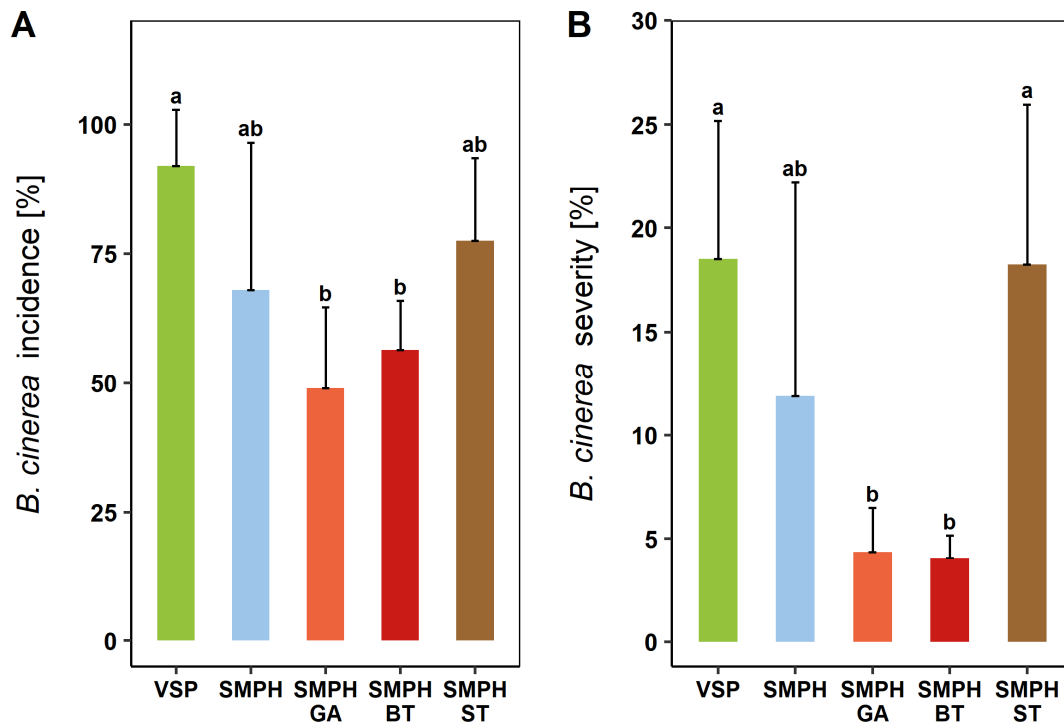 A
B. cinerea incidence [%]
100
75
50
25
0
a
ab
b
b
ab
VSP
SMPH
SMPH
GA
SMPH
BT
SMPH
ST
B
B. cinerea severity [%]
30
25
20
15
10
5
0
a
ab
b
b
a
VSP
SMPH
SMPH
GA
SMPH
BT
SMPH
ST